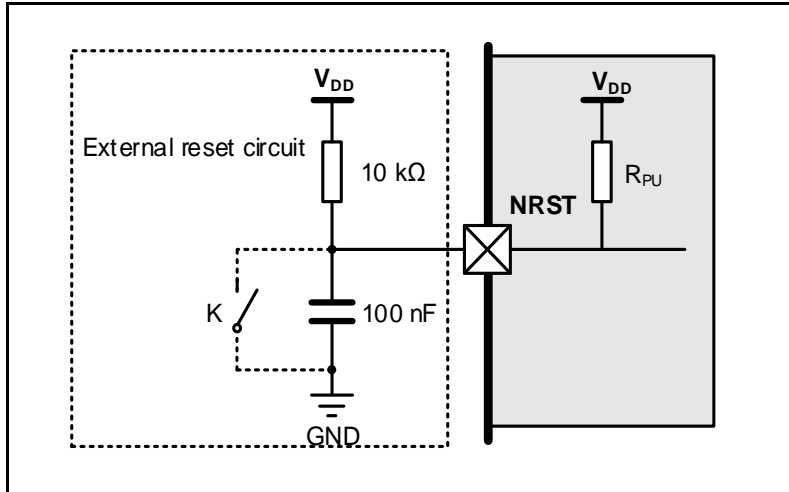 V_DD
External reset circuit
10 kΩ
K
100 nF
GND
NRST
V_DD
R_PU